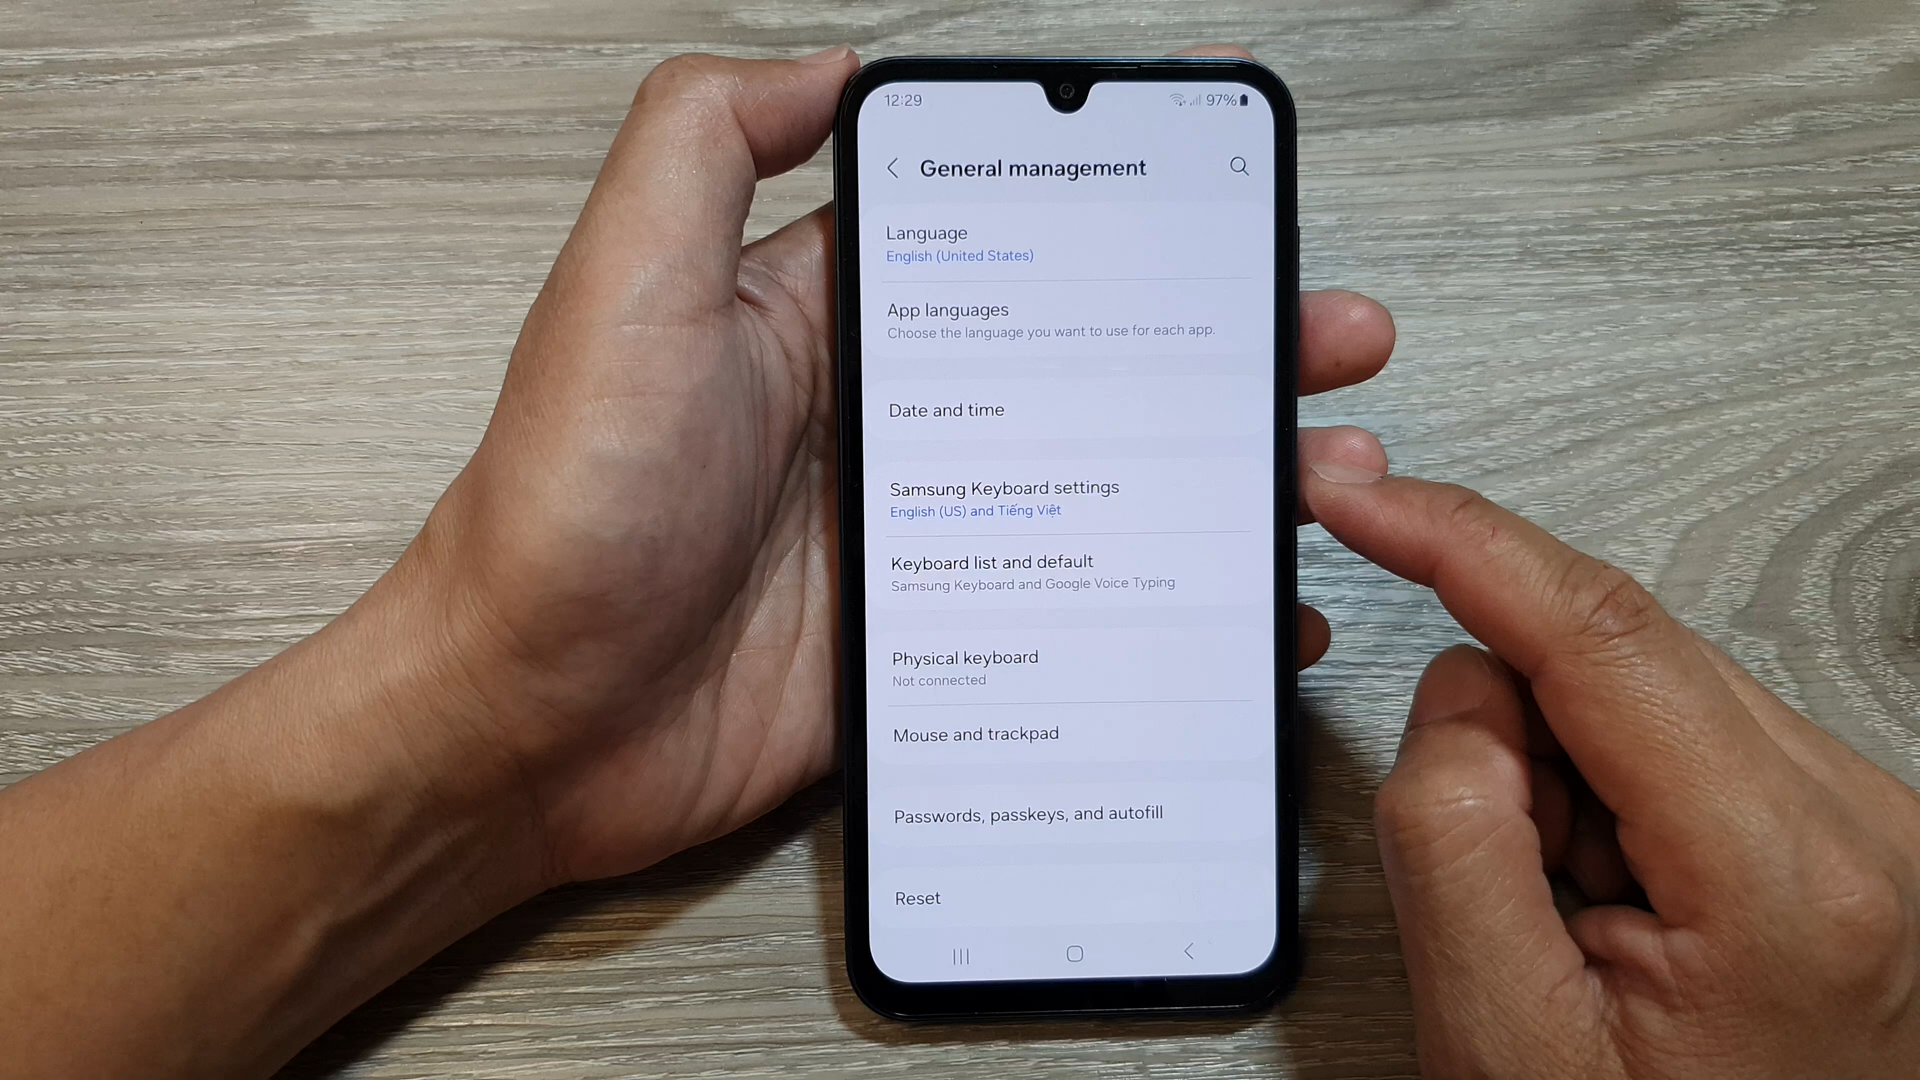 12:29
97%
General management
Language
English (United States)
App languages
Choose the language you want to use for each app.
Date and time
Samsung Keyboard settings
English (US) and Tiếng Việt
Keyboard list and default
Samsung Keyboard and Google Voice Typing
Physical keyboard
Not connected
Mouse and trackpad
Passwords, passkeys, and autofill
Reset